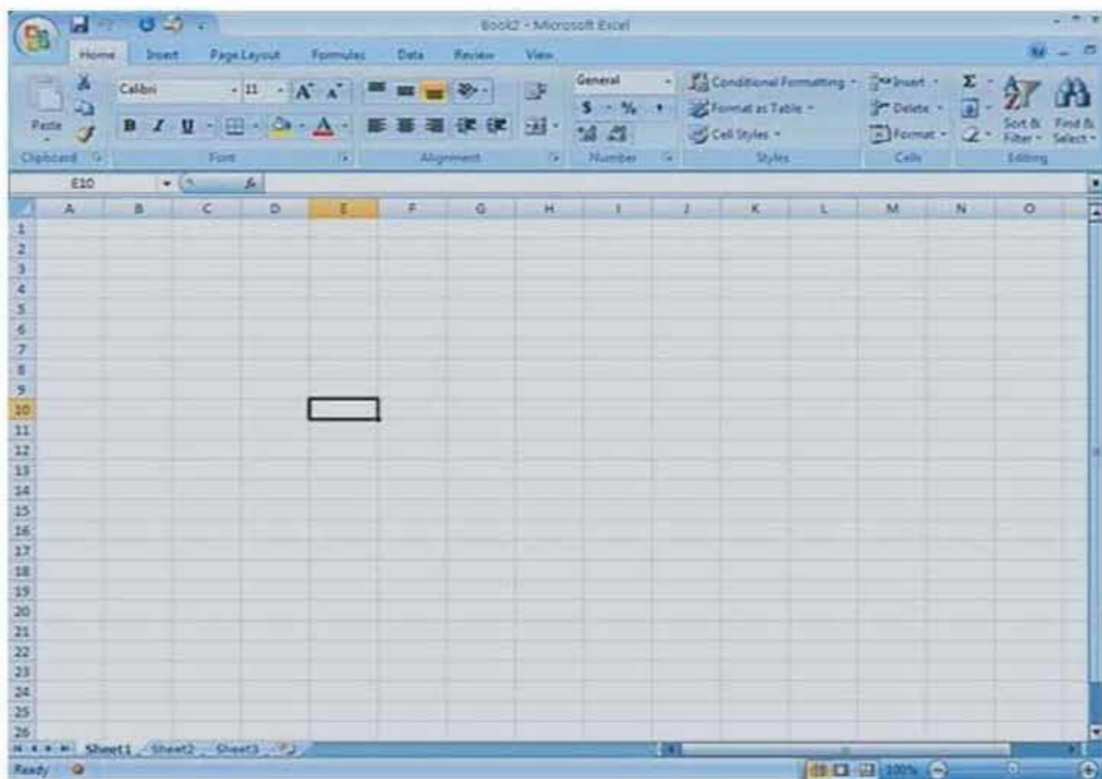 Book2 - Microsoft Excel
Home Insert Page Layout Formulas Data Review View
Calibri 11 A A General Conditional Formatting Insert Σ
Paste B I U A $ % , Format as Table Delete Sort & Filter Find & Select
Cell Styles Format
Clipboard Font Alignment Number Styles Cells Editing
E10 fx
A B C D E F G H I J K L M N O
1
2
3
4
5
6
7
8
9
10
11
12
13
14
15
16
17
18
19
20
21
22
23
24
25
26
Sheet1 Sheet2 Sheet3
Ready 100%